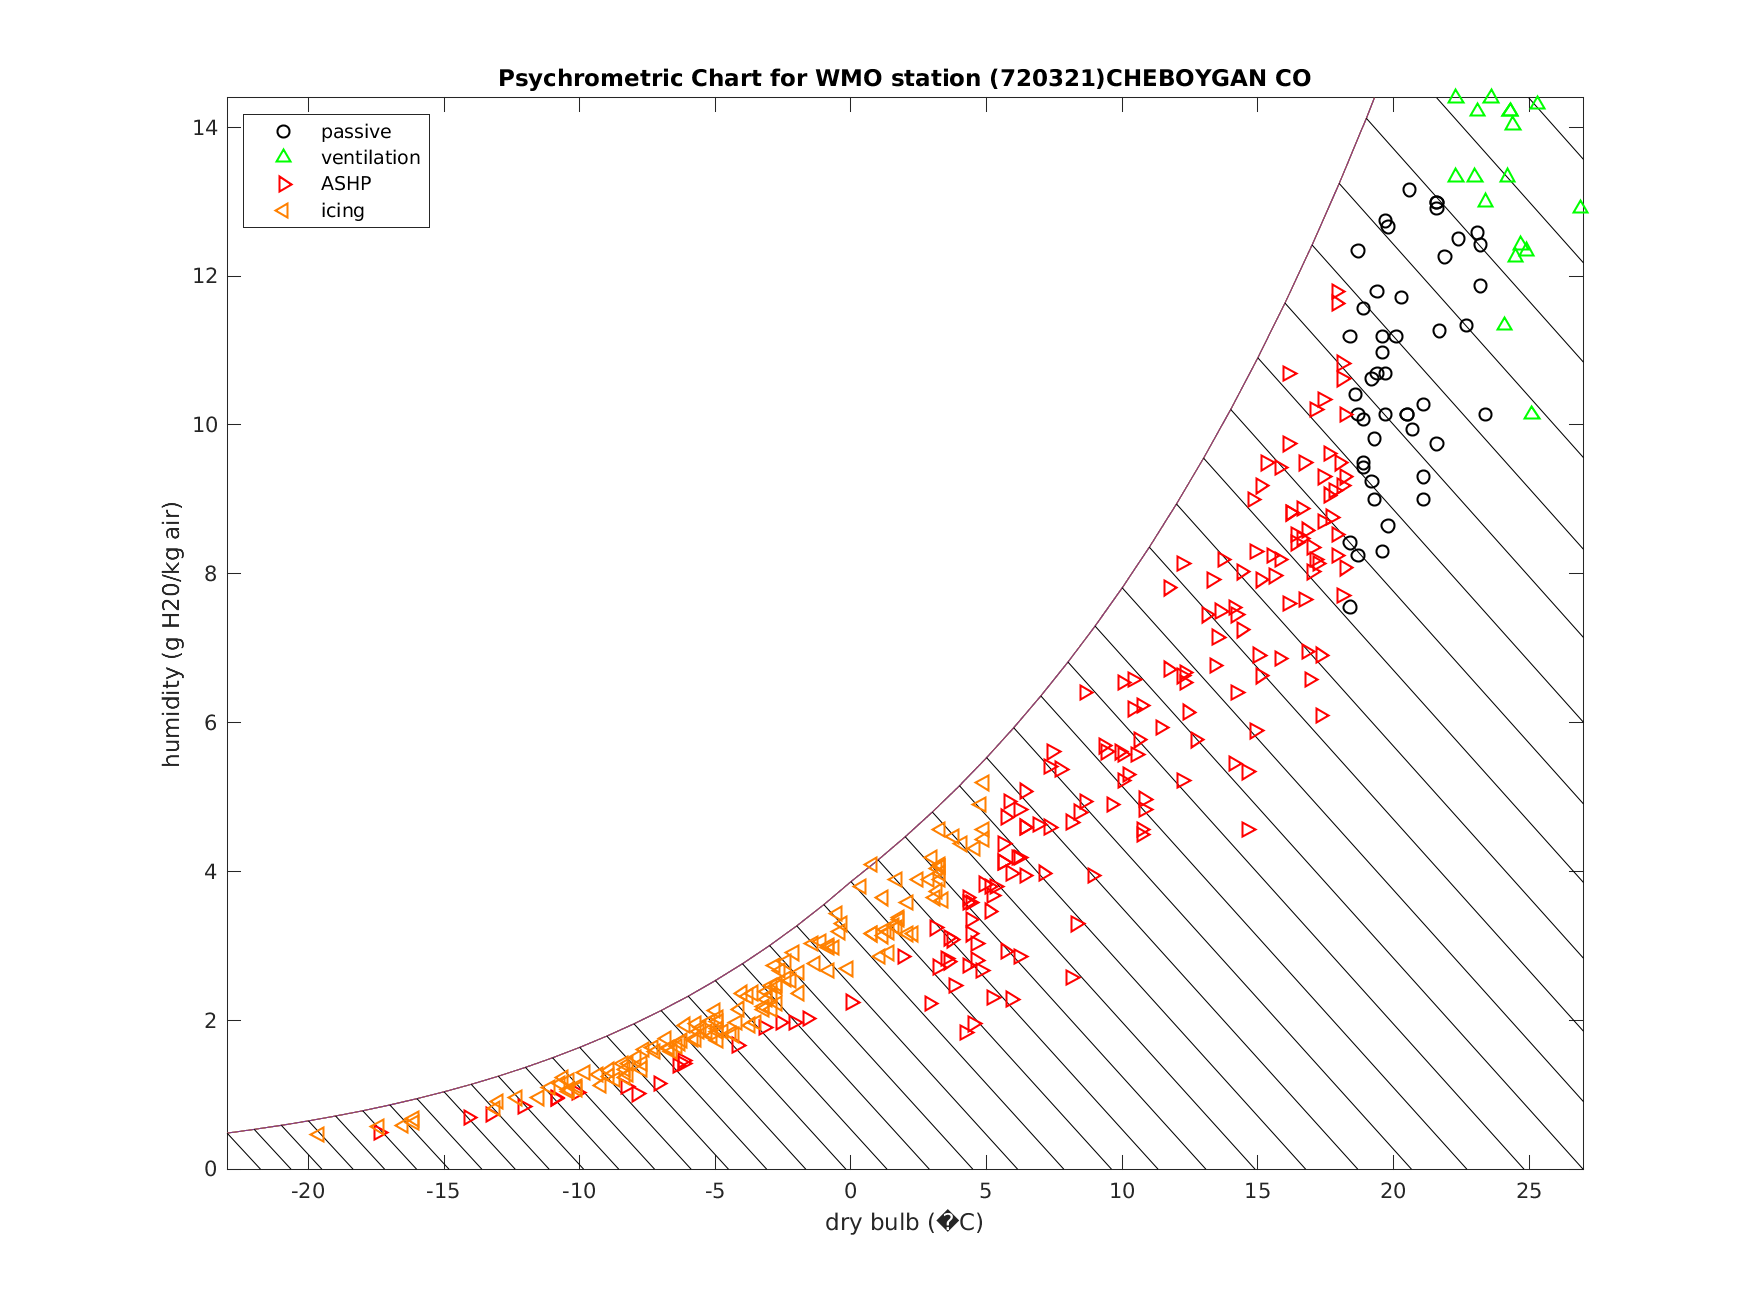 Psychrometric Chart for WMO station (720321)CHEBOYGAN CO
passive
ventilation
ASHP
icing
14
12
10
8
6
4
2
0
humidity (g H20/kg air)
-20 -15 -10 -5 0 5 10 15 20 25
dry bulb (�C)